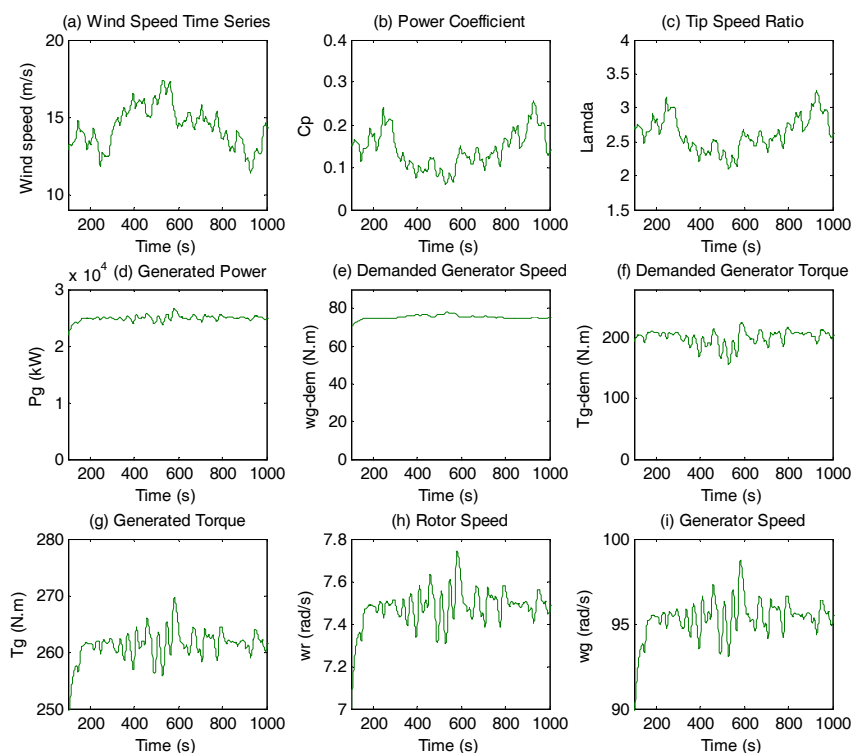 (a) Wind Speed Time Series
(b) Power Coefficient
(c) Tip Speed Ratio
20
15
10
Wind speed (m/s)
200 400 600 800 1000
Time (s)
0.4
0.3
0.2
0.1
0
Cp
200 400 600 800 1000
Time (s)
4
3.5
3
2.5
2
1.5
Lamda
200 400 600 800 1000
Time (s)
x 10^4 (d) Generated Power
(e) Demanded Generator Speed
(f) Demanded Generator Torque
3
2
1
0
Pg (kW)
200 400 600 800 1000
Time (s)
80
60
40
20
0
wg-dem (N.m)
200 400 600 800 1000
Time (s)
200
100
0
Tg-dem (N.m)
200 400 600 800 1000
Time (s)
(g) Generated Torque
(h) Rotor Speed
(i) Generator Speed
280
270
260
250
Tg (N.m)
200 400 600 800 1000
Time (s)
7.8
7.6
7.4
7.2
7
wr (rad/s)
200 400 600 800 1000
Time (s)
100
95
90
wg (rad/s)
200 400 600 800 1000
Time (s)